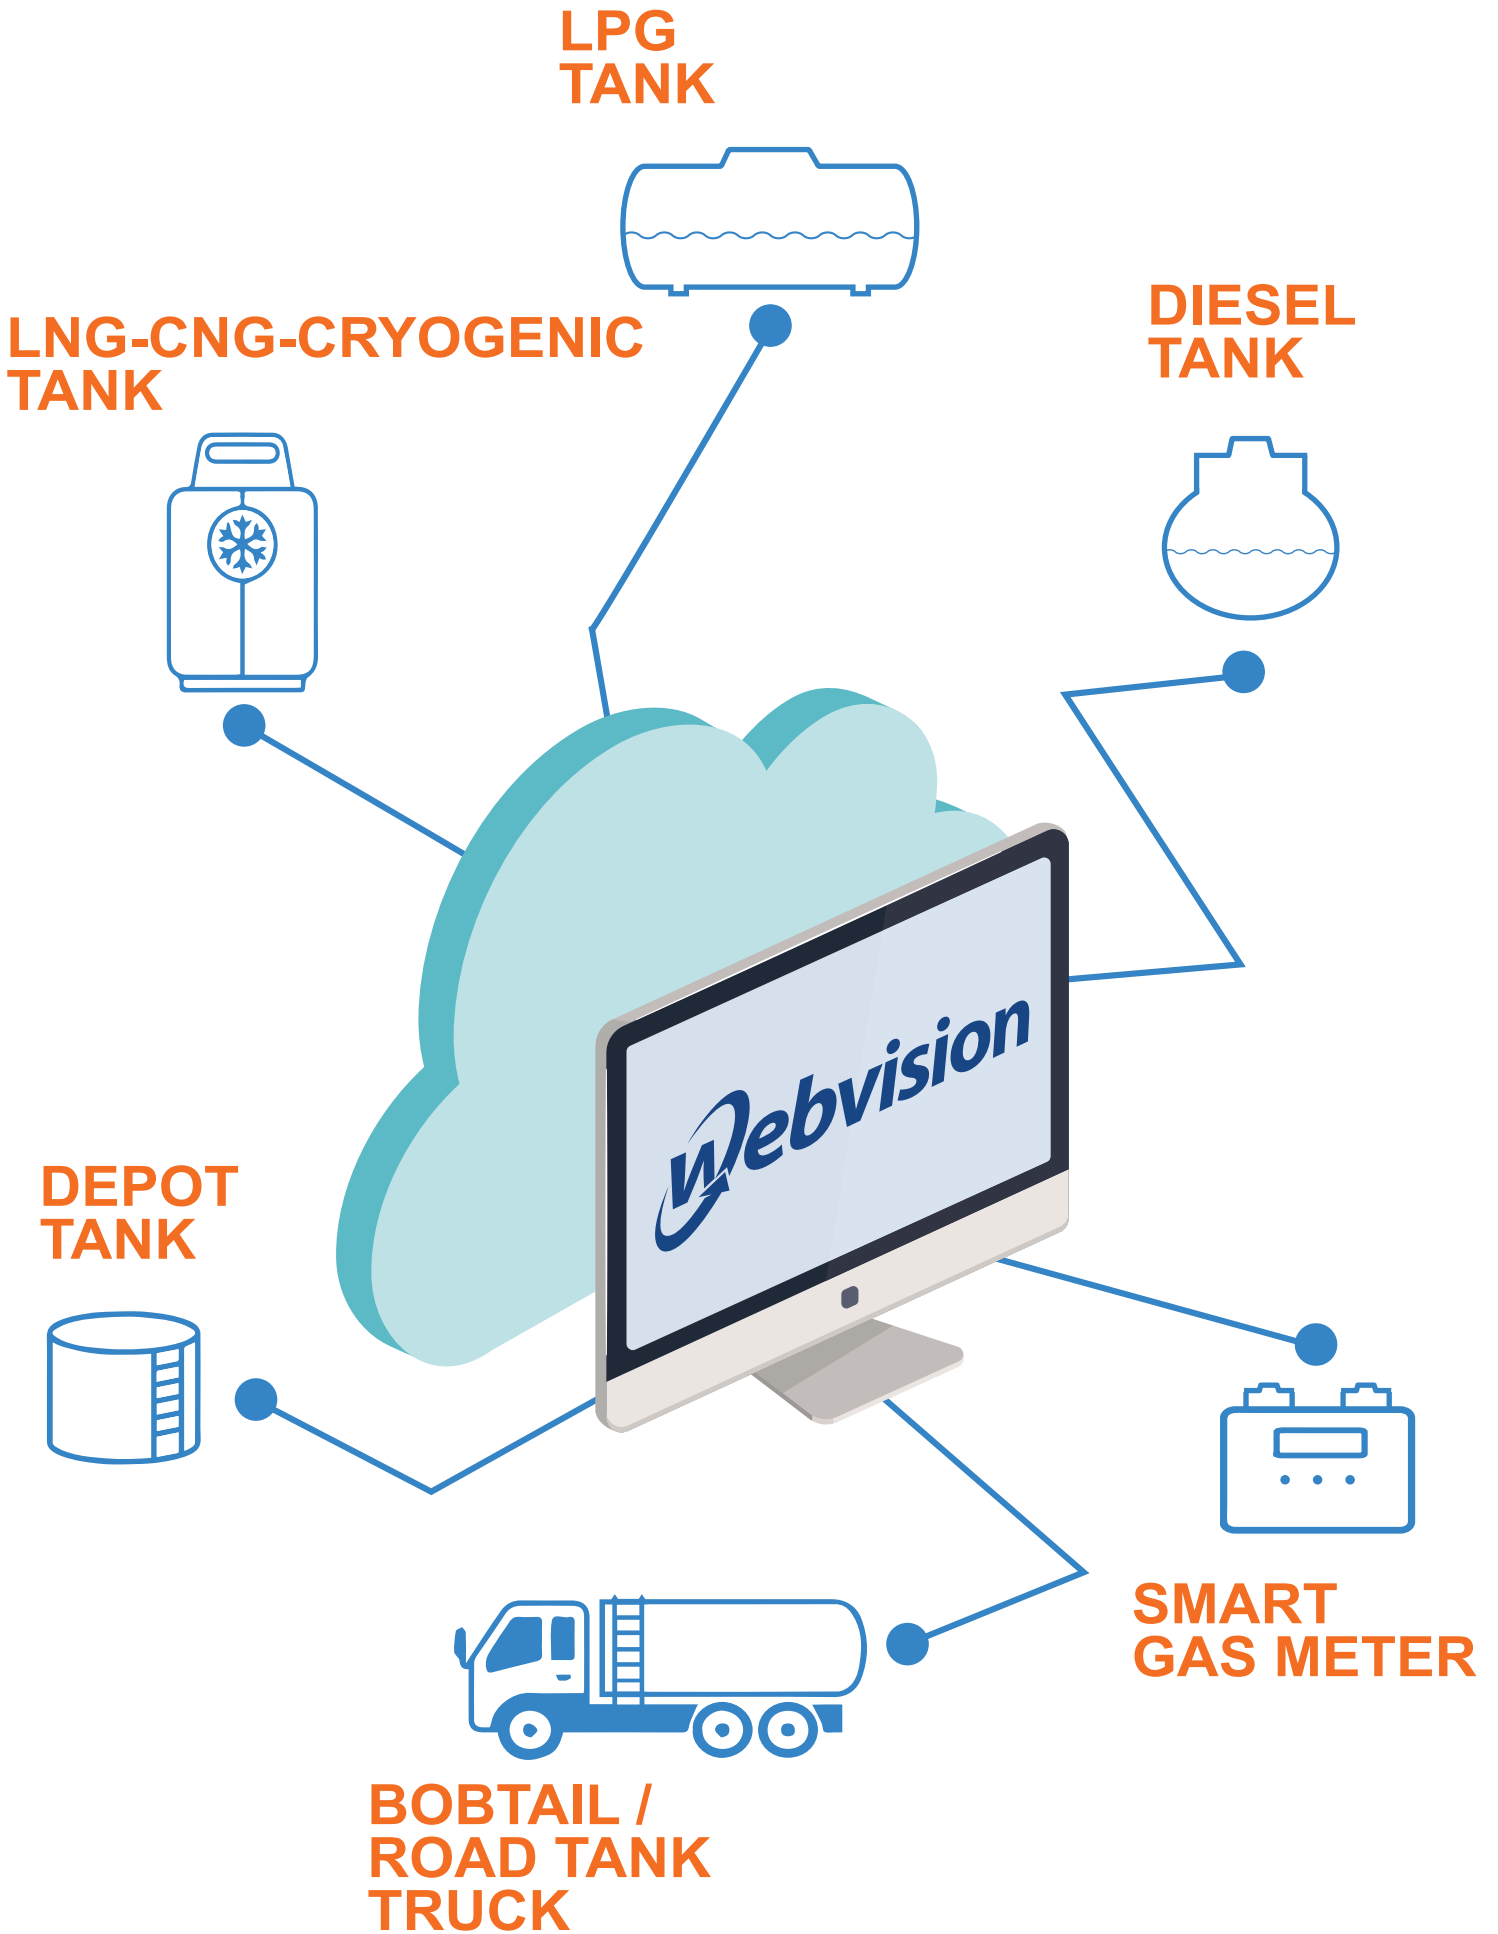 LPG
TANK
DIESEL
TANK
LNG-CNG-CRYOGENIC
TANK
Webvision
DEPOT
TANK
SMART
GAS METER
BOBTAIL /
ROAD TANK
TRUCK